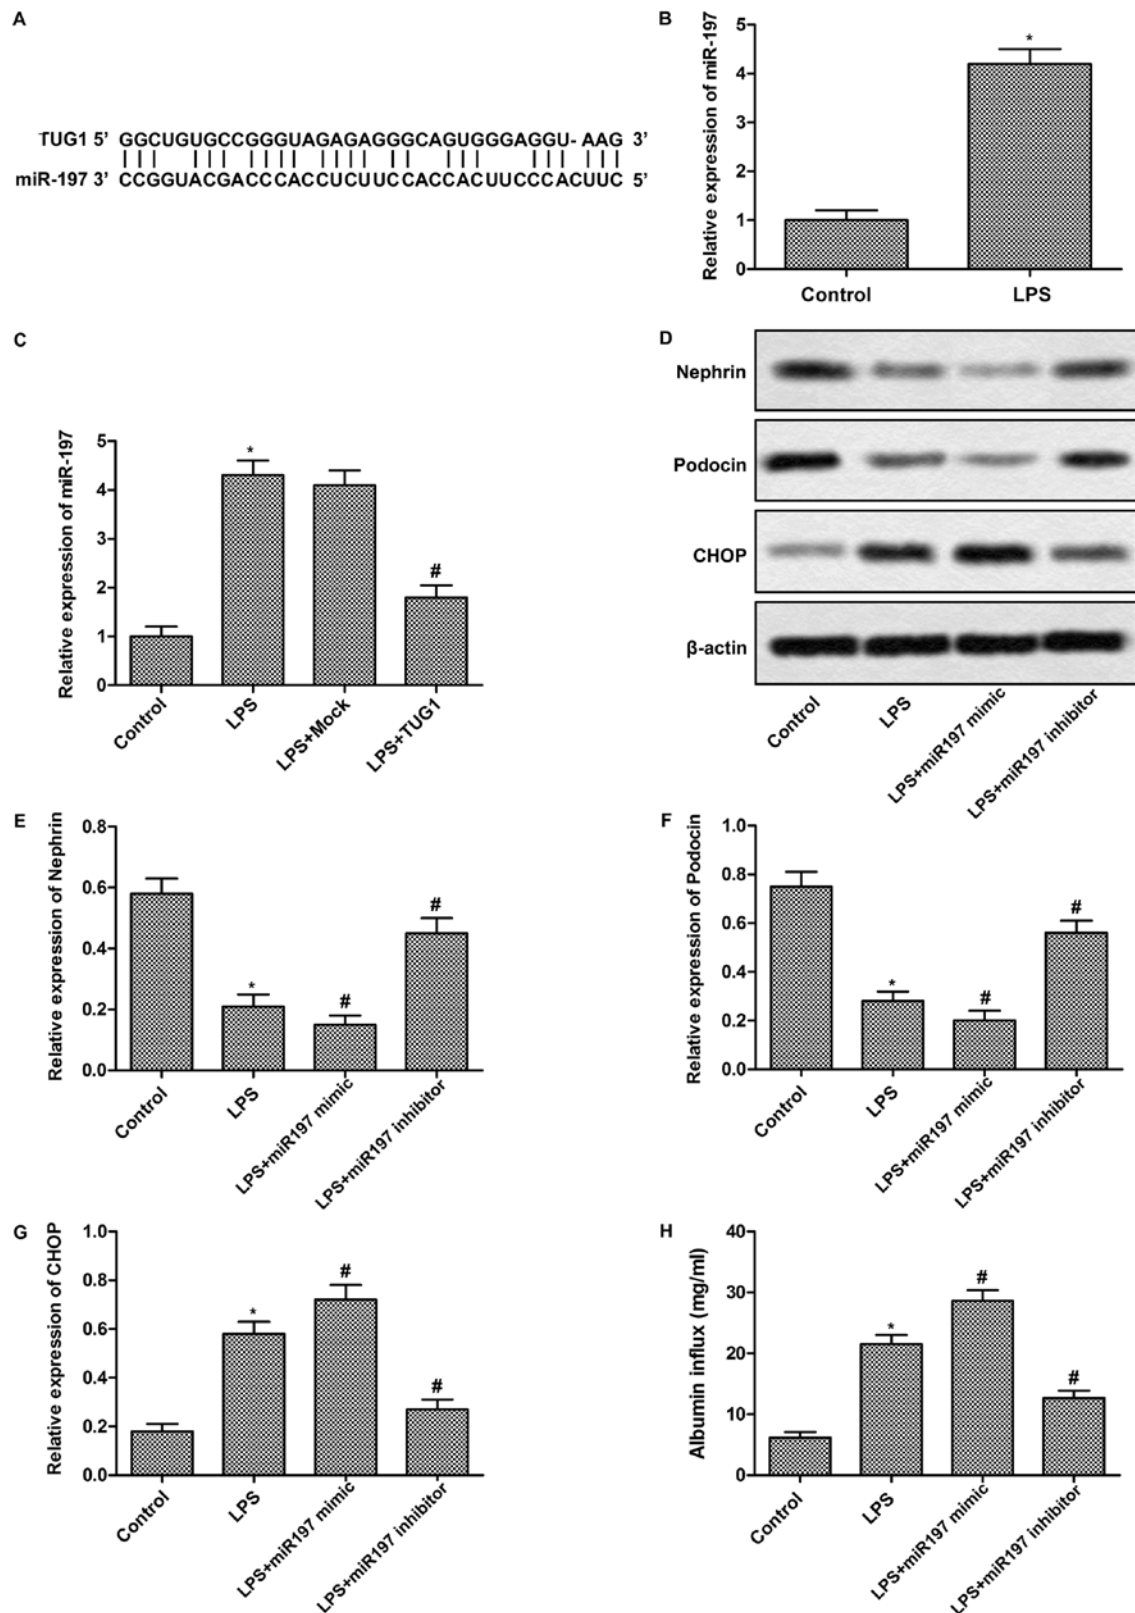 A
TUG1 5’ GGCUGUGCCGGGUAGAGAGGGCAGUGGGAGGU- AAG 3’
miR-197 3’ CCGGUACGACCCACCUCUUCCACCACUUCCCACUUC 5’
B
Relative expression of miR-197
5
4
3
2
1
0
Control LPS
*
C
Relative expression of miR-197
5
4
3
2
1
0
*
#
Control
LPS
LPS+Mock
LPS+TUG1
D
Nephrin
Podocin
CHOP
β-actin
Control
LPS
LPS+miR197 mimic
LPS+miR197 inhibitor
E
Relative expression of Nephrin
0.8
0.6
0.4
0.2
0.0
*
#
#
Control
LPS
LPS+miR197 mimic
LPS+miR197 inhibitor
F
Relative expression of Podocin
1.0
0.8
0.6
0.4
0.2
0.0
*
#
#
Control
LPS
LPS+miR197 mimic
LPS+miR197 inhibitor
G
Relative expression of CHOP
1.0
0.8
0.6
0.4
0.2
0.0
*
#
#
Control
LPS
LPS+miR197 mimic
LPS+miR197 inhibitor
H
Albumin influx (mg/ml)
40
30
20
10
0
*
#
#
Control
LPS
LPS+miR197 mimic
LPS+miR197 inhibitor